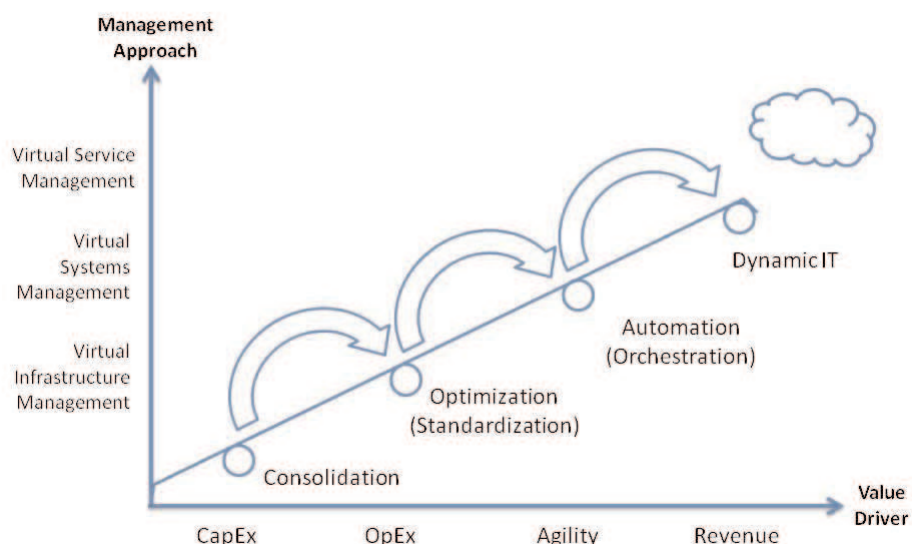 Management
Approach
Virtual Service
Management
Virtual
Systems
Management
Dynamic IT
Automation
(Orchestration)
Virtual
Infrastructure
Management
Optimization
(Standardization)
Consolidation
Value
Driver
CapEx
OpEx
Agility
Revenue